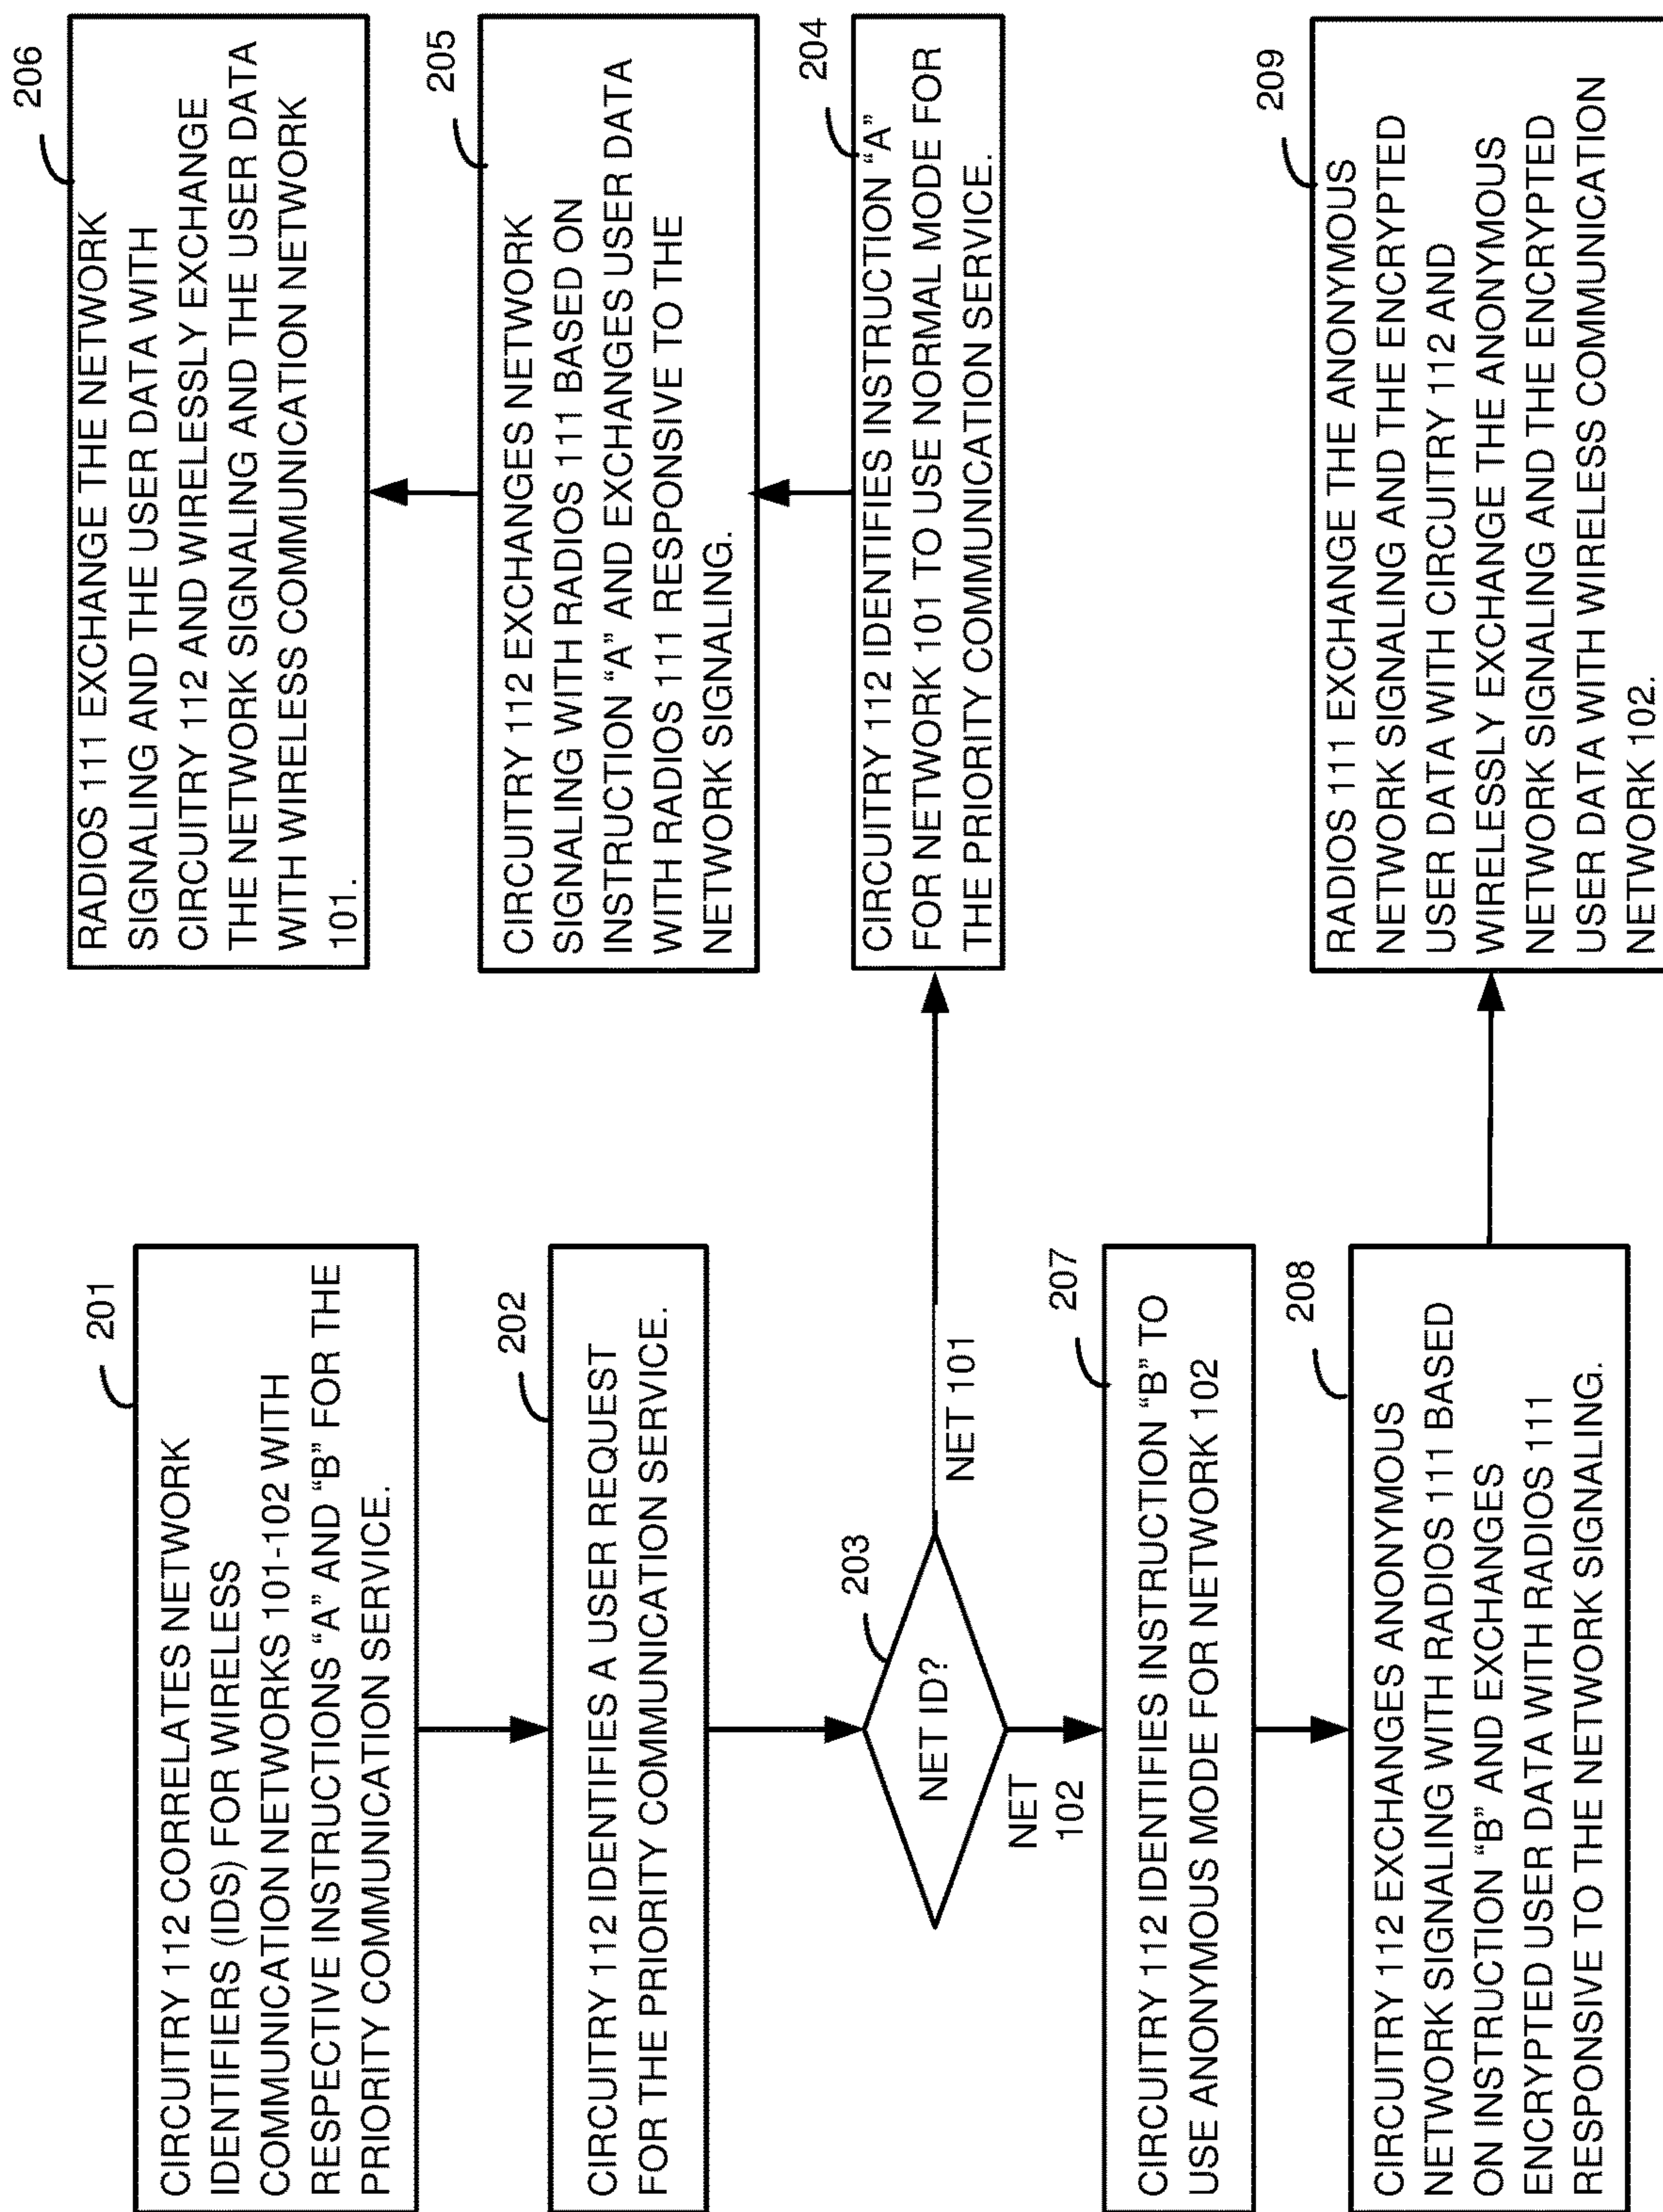 201
CIRCUITRY 112 CORRELATES NETWORK
IDENTIFIERS (IDS) FOR WIRELESS
COMMUNICATION NETWORKS 101-102 WITH
RESPECTIVE INSTRUCTIONS “A” AND “B” FOR THE
PRIORITY COMMUNICATION SERVICE.
202
CIRCUITRY 112 IDENTIFIES A USER REQUEST
FOR THE PRIORITY COMMUNICATION SERVICE.
203
NET ID?
NET 101
NET
102
204
CIRCUITRY 112 IDENTIFIES INSTRUCTION “A”
FOR NETWORK 101 TO USE NORMAL MODE FOR
THE PRIORITY COMMUNICATION SERVICE.
205
CIRCUITRY 112 EXCHANGES NETWORK
SIGNALING WITH RADIOS 111 BASED ON
INSTRUCTION “A” AND EXCHANGES USER DATA
WITH RADIOS 111 RESPONSIVE TO THE
NETWORK SIGNALING.
206
RADIOS 111 EXCHANGE THE NETWORK
SIGNALING AND THE USER DATA WITH
CIRCUITRY 112 AND WIRELESSLY EXCHANGE
THE NETWORK SIGNALING AND THE USER DATA
WITH WIRELESS COMMUNICATION NETWORK
101.
207
CIRCUITRY 112 IDENTIFIES INSTRUCTION “B” TO
USE ANONYMOUS MODE FOR NETWORK 102
208
CIRCUITRY 112 EXCHANGES ANONYMOUS
NETWORK SIGNALING WITH RADIOS 111 BASED
ON INSTRUCTION “B” AND EXCHANGES
ENCRYPTED USER DATA WITH RADIOS 111
RESPONSIVE TO THE NETWORK SIGNALING.
209
RADIOS 111 EXCHANGE THE ANONYMOUS
NETWORK SIGNALING AND THE ENCRYPTED
USER DATA WITH CIRCUITRY 112 AND
WIRELESSLY EXCHANGE THE ANONYMOUS
NETWORK SIGNALING AND THE ENCRYPTED
USER DATA WITH WIRELESS COMMUNICATION
NETWORK 102.